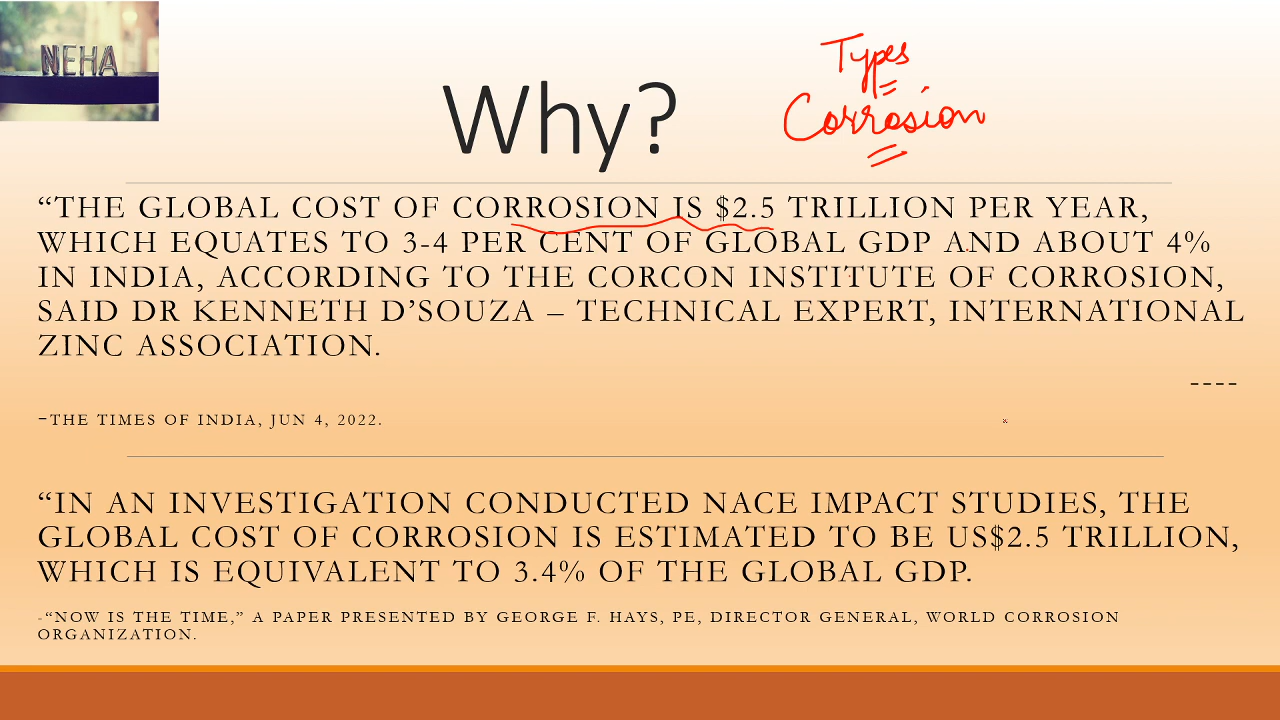 NEHA
Types
Why?
Corrosion
“THE GLOBAL COST OF CORROSION IS $2.5 TRILLION PER YEAR,
WHICH EQUATES TO 3-4 PER CENT OF GLOBAL GDP AND ABOUT 4%
IN INDIA, ACCORDING TO THE CORCON INSTITUTE OF CORROSION,
SAID DR KENNETH D’SOUZA – TECHNICAL EXPERT, INTERNATIONAL
ZINC ASSOCIATION.
----
-THE TIMES OF INDIA, JUN 4, 2022.
“IN AN INVESTIGATION CONDUCTED NACE IMPACT STUDIES, THE
GLOBAL COST OF CORROSION IS ESTIMATED TO BE US$2.5 TRILLION,
WHICH IS EQUIVALENT TO 3.4% OF THE GLOBAL GDP.
-“NOW IS THE TIME,” A PAPER PRESENTED BY GEORGE F. HAYS, PE, DIRECTOR GENERAL, WORLD CORROSION
ORGANIZATION.